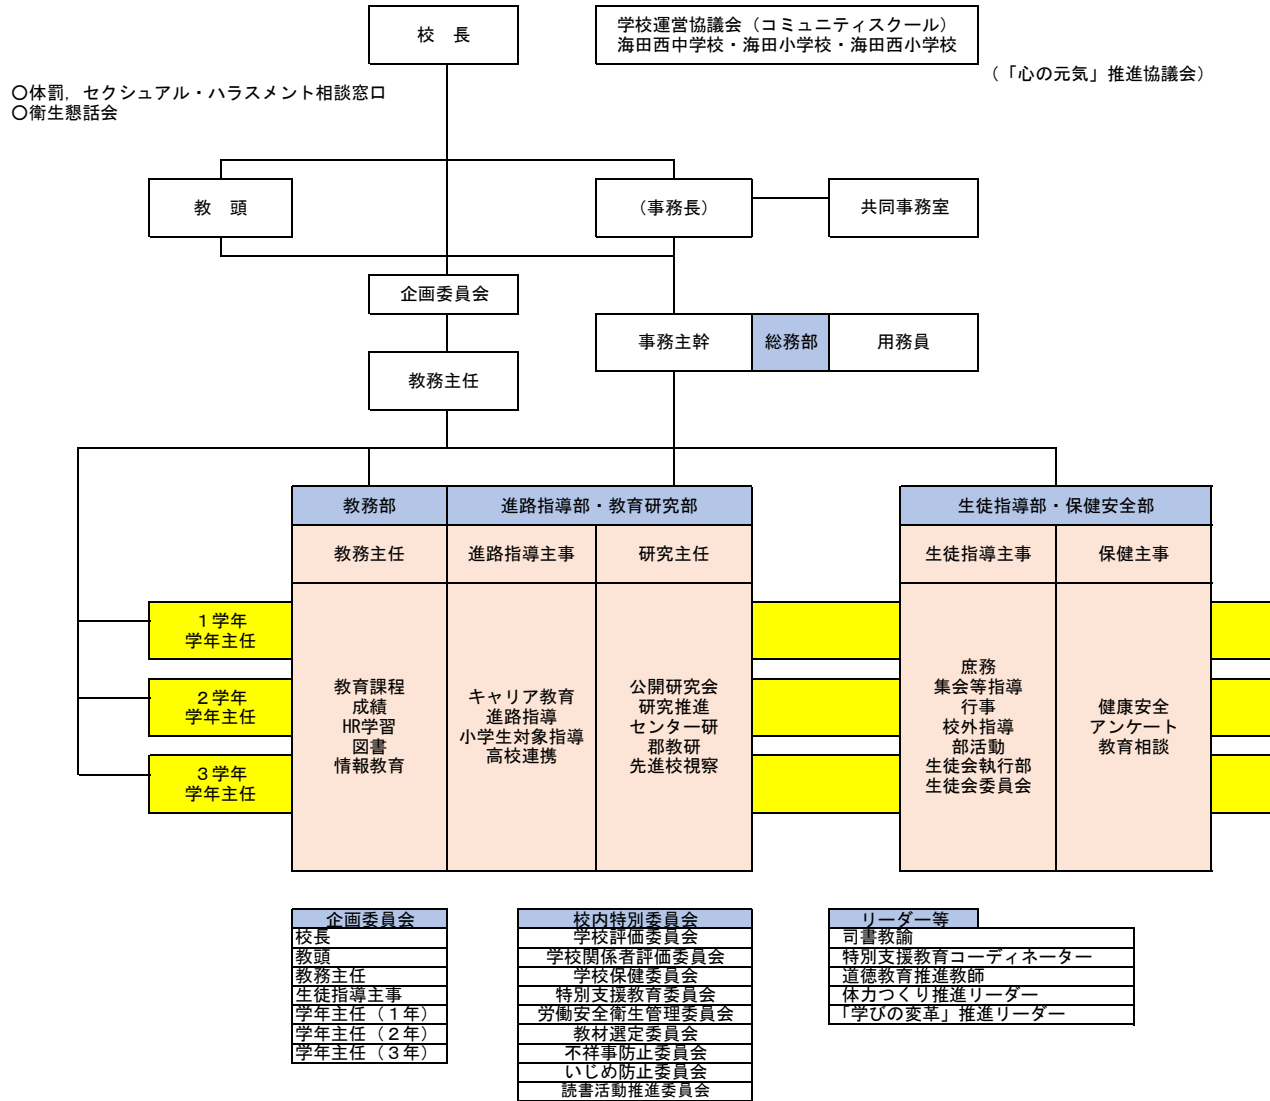 校　長
学校運営協議会（コミュニティスクール）
海田西中学校・海田小学校・海田西小学校
（「心の元気」推進協議会）
〇体罰，セクシュアル・ハラスメント相談窓口
〇衛生懇話会
教　頭
（事務長）
共同事務室
企画委員会
事務主幹
総務部
用務員
教務主任
教務部
進路指導部・教育研究部
生徒指導部・保健安全部
教務主任
進路指導主事
研究主任
生徒指導主事
保健主事
１学年
学年主任
２学年
学年主任
３学年
学年主任
教育課程
成績
HR学習
図書
情報教育
キャリア教育
進路指導
小学生対象指導
高校連携
公開研究会
研究推進
センター研
郡教研
先進校視察
庶務
集会等指導
行事
校外指導
部活動
生徒会執行部
生徒会委員会
健康安全
アンケート
教育相談
企画委員会
校長
教頭
教務主任
生徒指導主事
学年主任（１年）
学年主任（２年）
学年主任（３年）
校内特別委員会
学校評価委員会
学校関係者評価委員会
学校保健委員会
特別支援教育委員会
労働安全衛生管理委員会
教材選定委員会
不祥事防止委員会
いじめ防止委員会
読書活動推進委員会
リーダー等
司書教諭
特別支援教育コーディネーター
道徳教育推進教師
体力つくり推進リーダー
「学びの変革」推進リーダー